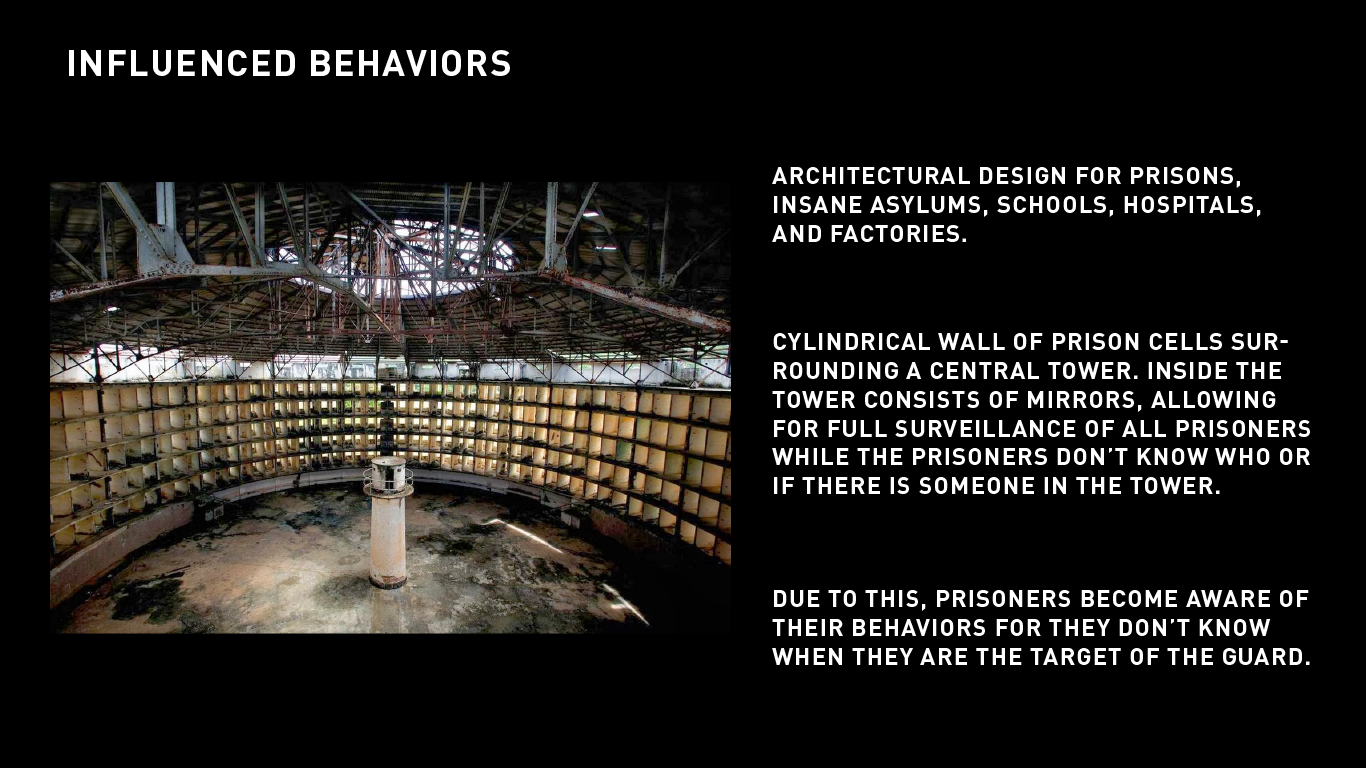 INFLUENCED BEHAVIORS
ARCHITECTURAL DESIGN FOR PRISONS,
INSANE ASYLUMS, SCHOOLS, HOSPITALS,
AND FACTORIES.
CYLINDRICAL WALL OF PRISON CELLS SUR-
ROUNDING A CENTRAL TOWER. INSIDE THE
TOWER CONSISTS OF MIRRORS, ALLOWING
FOR FULL SURVEILLANCE OF ALL PRISONERS
WHILE THE PRISONERS DON'T KNOW WHO OR
IF THERE IS SOMEONE IN THE TOWER.
DUE TO THIS, PRISONERS BECOME AWARE OF
THEIR BEHAVIORS FOR THEY DON'T KNOW
WHEN THEY ARE THE TARGET OF THE GUARD.